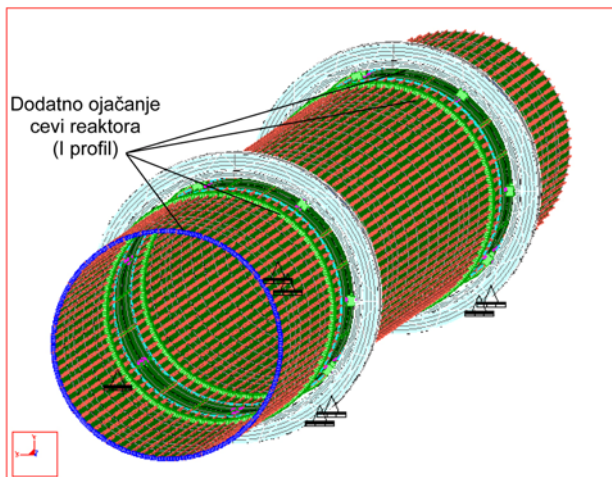 Dodatno ojačanje
cevi reaktora
(I profil)
Y
X